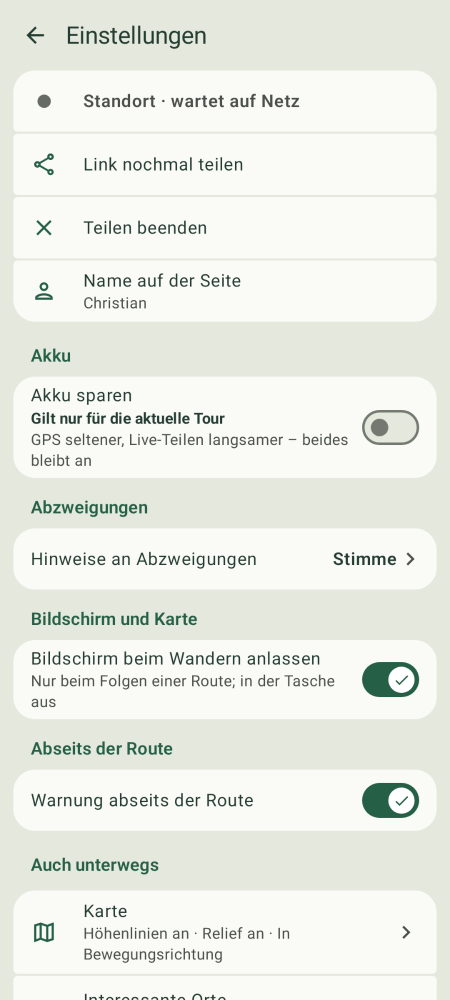 Einstellungen
Standort · wartet auf Netz
Link nochmal teilen
Teilen beenden
Name auf der Seite
Christian
Akku
Akku sparen
Gilt nur für die aktuelle Tour
GPS seltener, Live-Teilen langsamer – beides
bleibt an
Abzweigungen
Hinweise an Abzweigungen
Stimme
Bildschirm und Karte
Bildschirm beim Wandern anlassen
Nur beim Folgen einer Route; in der Tasche
aus
Abseits der Route
Warnung abseits der Route
Auch unterwegs
Karte
Höhenlinien an · Relief an · In
Bewegungsrichtung
Interessante Orte